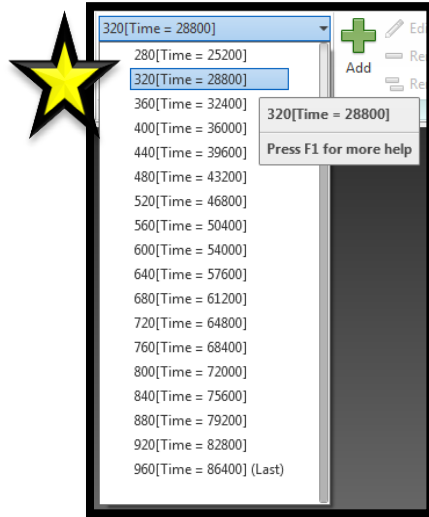 320[Time = 28800]
280[Time = 25200]
320[Time = 28800]
360[Time = 32400]
400[Time = 36000]
440[Time = 39600]
480[Time = 43200]
520[Time = 46800]
560[Time = 50400]
600[Time = 54000]
640[Time = 57600]
680[Time = 61200]
720[Time = 64800]
760[Time = 68400]
800[Time = 72000]
840[Time = 75600]
880[Time = 79200]
920[Time = 82800]
960[Time = 86400] (Last)
Add
320[Time = 28800]
Press F1 for more help